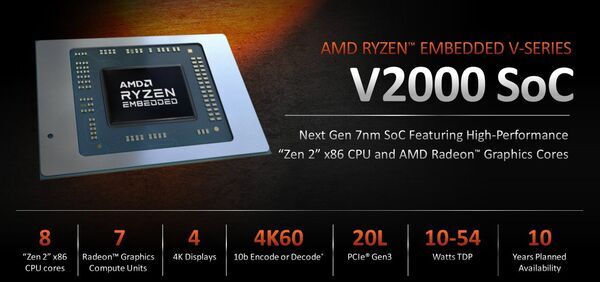 AMD RYZEN™ EMBEDDED V-SERIES
V2000 SoC
AMD
RYZEN
EMBEDDED
Next Gen 7nm SoC Featuring High-Performance
“Zen 2” x86 CPU and AMD Radeon™ Graphics Cores
8
“Zen 2” x86
CPU cores
7
Radeon™ Graphics
Compute Units
4
4K Displays
4K60
10b Encode or Decode*
20L
PCIe® Gen3
10-54
Watts TDP
10
Years Planned
Availability